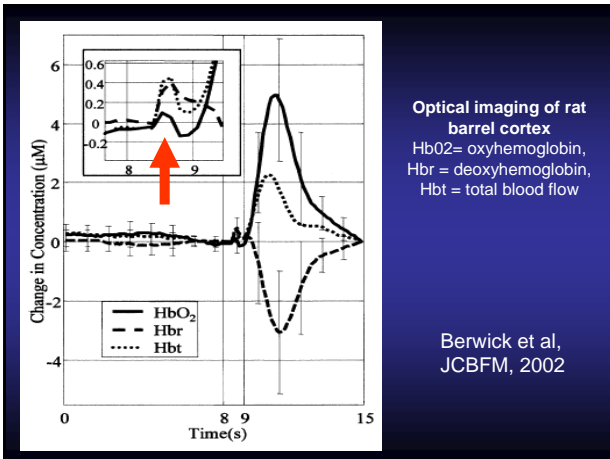 6
4
2
0
-2
-4
Change in Concentration (μM)
0.6
0.4
0.2
0
-0.2
8 9
HbO₂
Hbr
Hbt
0 8 9 15
Time(s)
Optical imaging of rat
barrel cortex
Hb02= oxyhemoglobin,
Hbr = deoxyhemoglobin,
Hbt = total blood flow
Berwick et al,
JCBFM, 2002